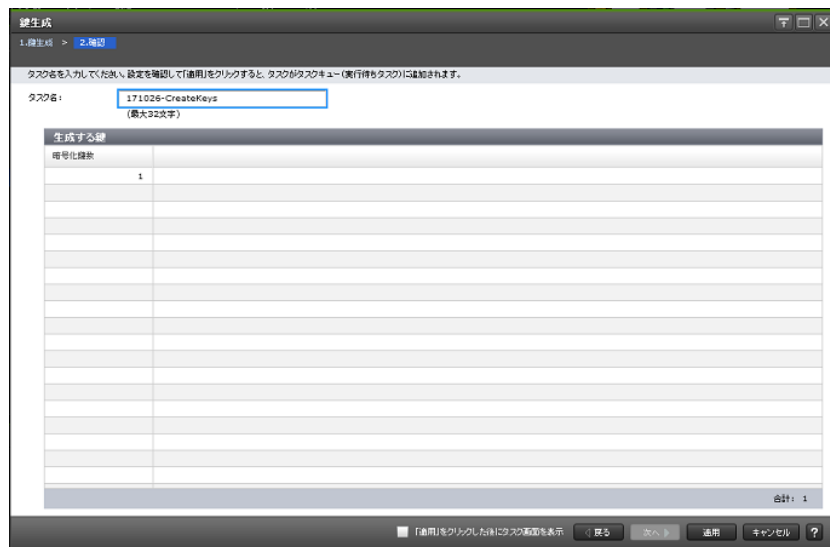 鍵生成
1.鍵生成 > 2.確認
タスク名を入力してください。設定を確認して「適用」をクリックすると、タスクがタスクキュー(実行待ちタスク)に追加されます。
タスク名:
171026-CreateKeys
(最大32文字)
生成する鍵
暗号化鍵数
1
合計: 1
「適用」をクリックした後にタスク画面を表示
戻る
次へ
適用
キャンセル
?